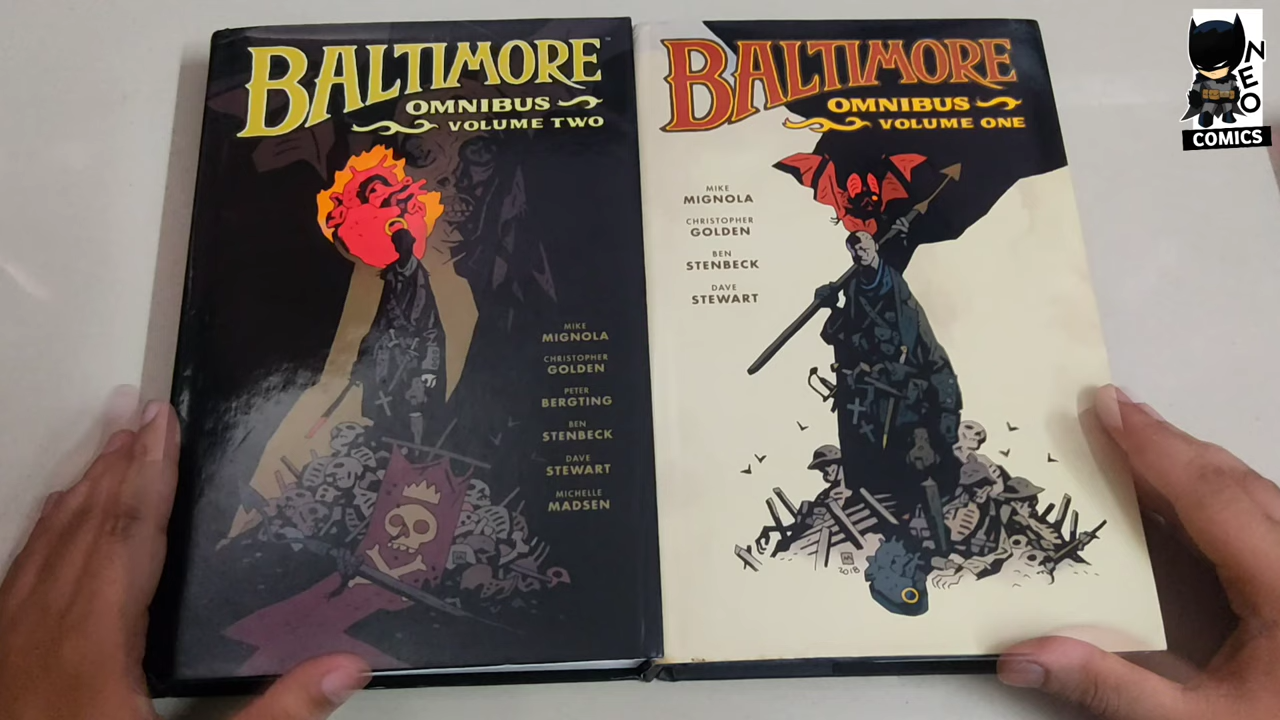 BALTIMORE
OMNIBUS
VOLUME TWO
MIKE
MIGNOLA
CHRISTOPHER
GOLDEN
PETER
BERGTING
BEN
STENBECK
DAVE
STEWART
MICHELLE
MADSEN
BALTIMORE
OMNIBUS
VOLUME ONE
MIKE
MIGNOLA
CHRISTOPHER
GOLDEN
BEN
STENBECK
DAVE
STEWART
2018
NEO
COMICS